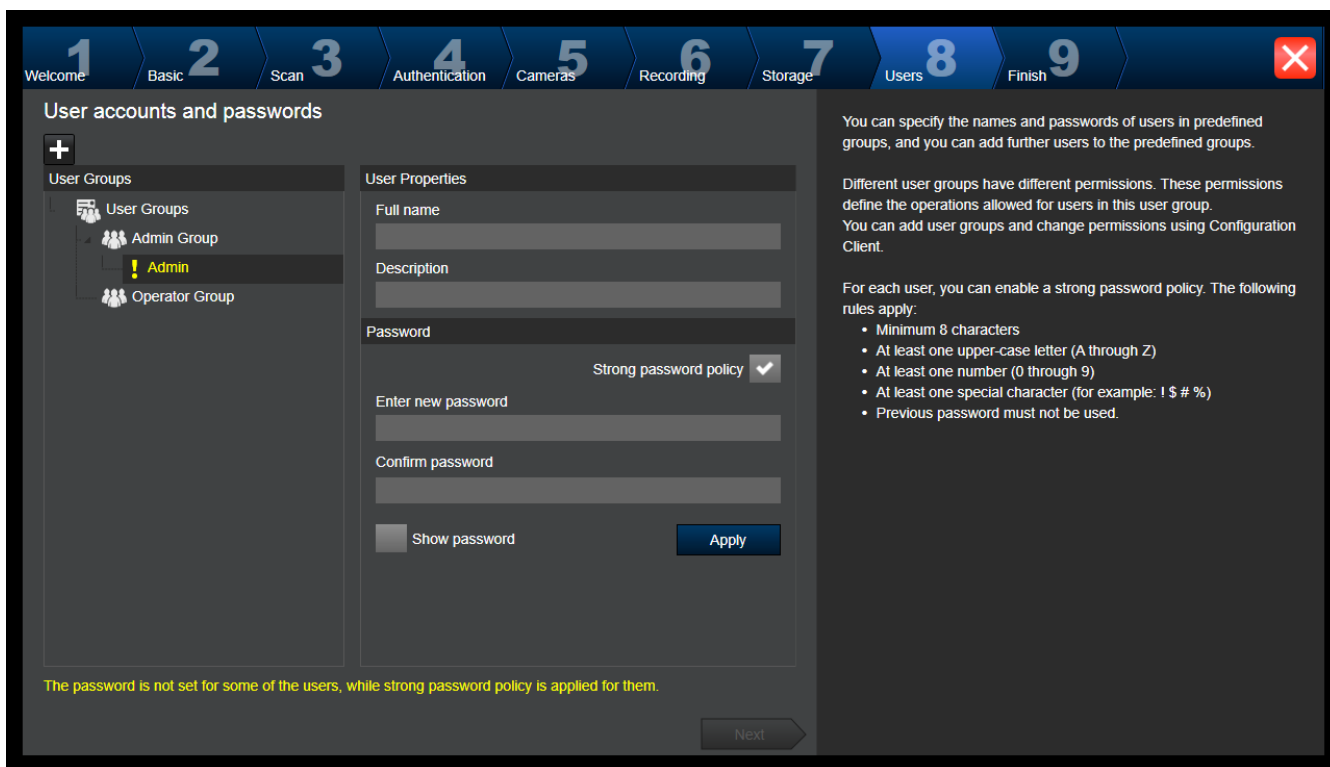 1 Welcome
2 Basic
3 Scan
4 Authentication
5 Cameras
6 Recording
7 Storage
8 Users
9 Finish
User accounts and passwords
User Groups
User Groups
Admin Group
Admin
Operator Group
User Properties
Full name
Description
Password
Strong password policy
Enter new password
Confirm password
Show password
Apply
The password is not set for some of the users, while strong password policy is applied for them.
Next
You can specify the names and passwords of users in predefined
groups, and you can add further users to the predefined groups.
Different user groups have different permissions. These permissions
define the operations allowed for users in this user group.
You can add user groups and change permissions using Configuration
Client.
For each user, you can enable a strong password policy. The following
rules apply:
• Minimum 8 characters
• At least one upper-case letter (A through Z)
• At least one number (0 through 9)
• At least one special character (for example: ! $ # %)
• Previous password must not be used.